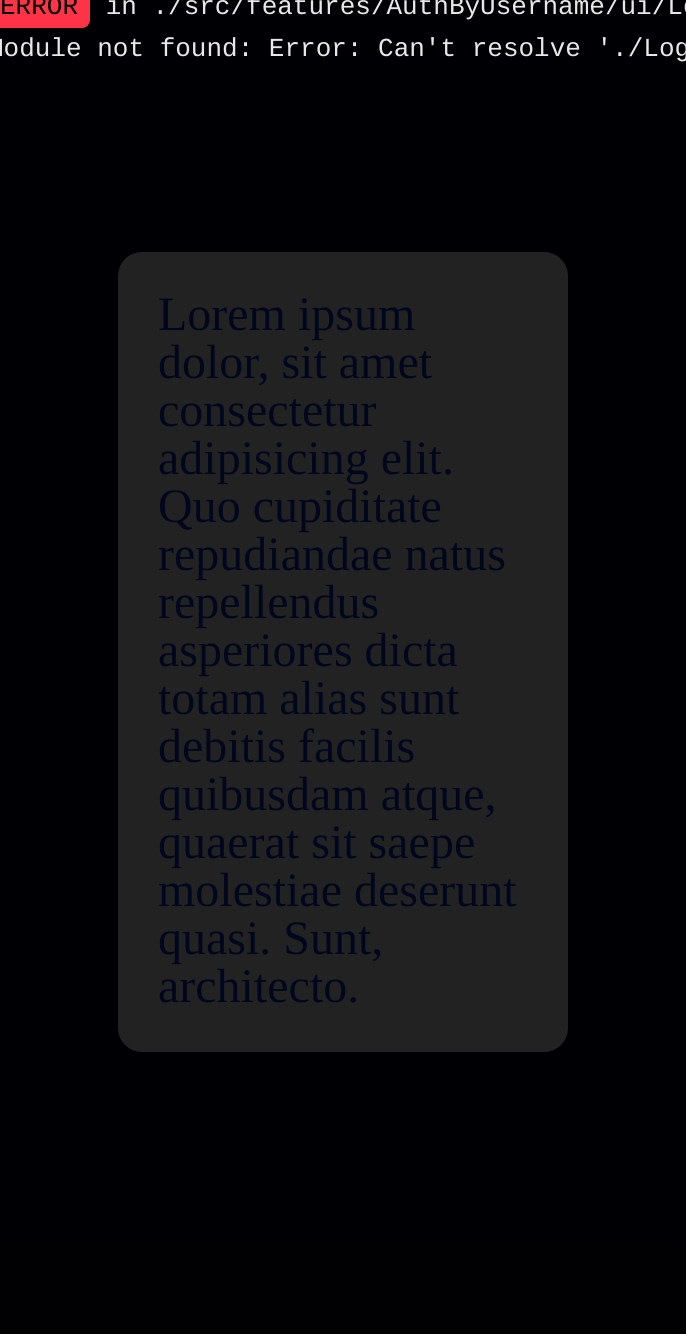 ERROR in ./src/features/AuthByUsername/ui/
Module not found: Error: Can't resolve './Log
Lorem ipsum
dolor, sit amet
consectetur
adipisicing elit.
Quo cupiditate
repudiandae natus
repellendus
asperiores dicta
totam alias sunt
debitis facilis
quibusdam atque,
quaerat sit saepe
molestiae deserunt
quasi. Sunt,
architecto.